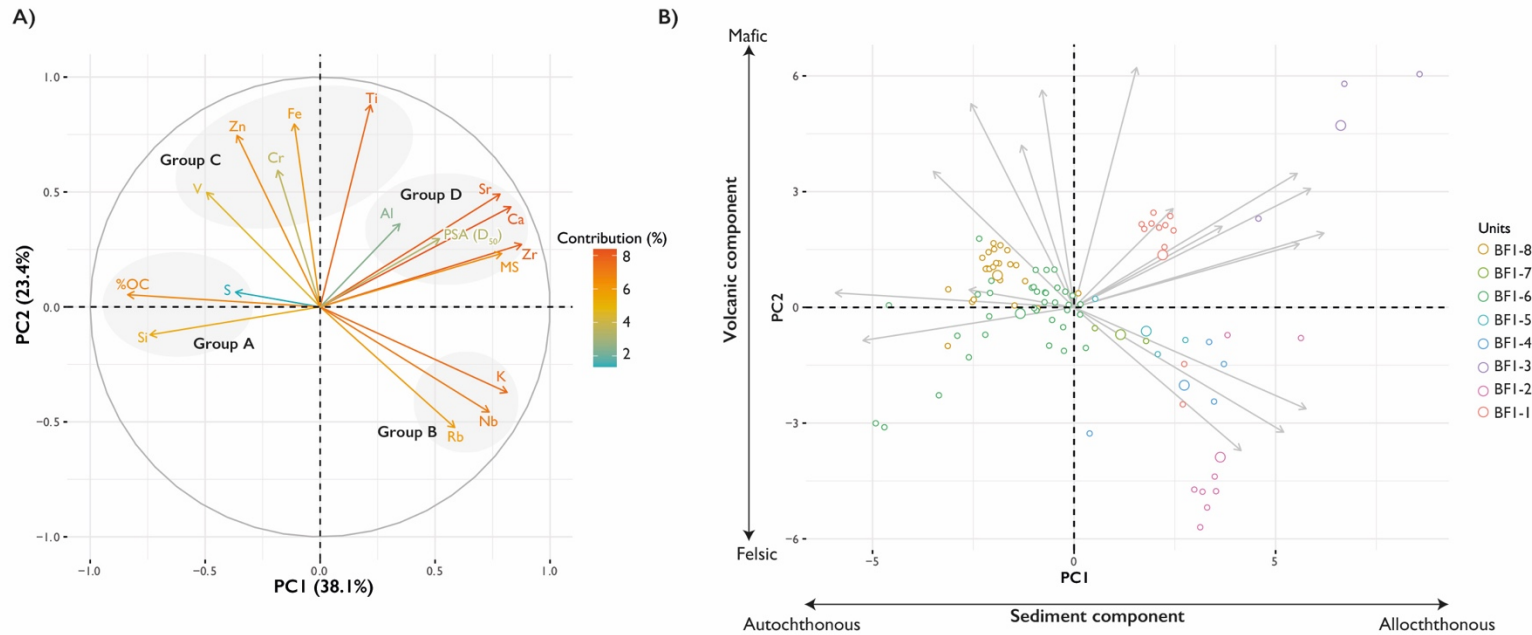 A)
1.0
0.5
0.0
−0.5
−1.0
PC2 (23.4%)
−1.0
−0.5
0.0
0.5
1.0
PC1 (38.1%)
Ti
Fe
Zn
Cr
Group C
V
Group D
Sr
Al
Ca
PSA (D50)
Zr
MS
%OC
S
Si
Group A
K
Nb
Group B
Rb
Contribution (%)
8
6
4
2
B)
Mafic
Volcanic component
Felsic
6
3
0
−3
−6
PC2
−5
0
5
PC1
Sediment component
Autochthonous
Allocthhonous
Units
BF1-8
BF1-7
BF1-6
BF1-5
BF1-4
BF1-3
BF1-2
BF1-1